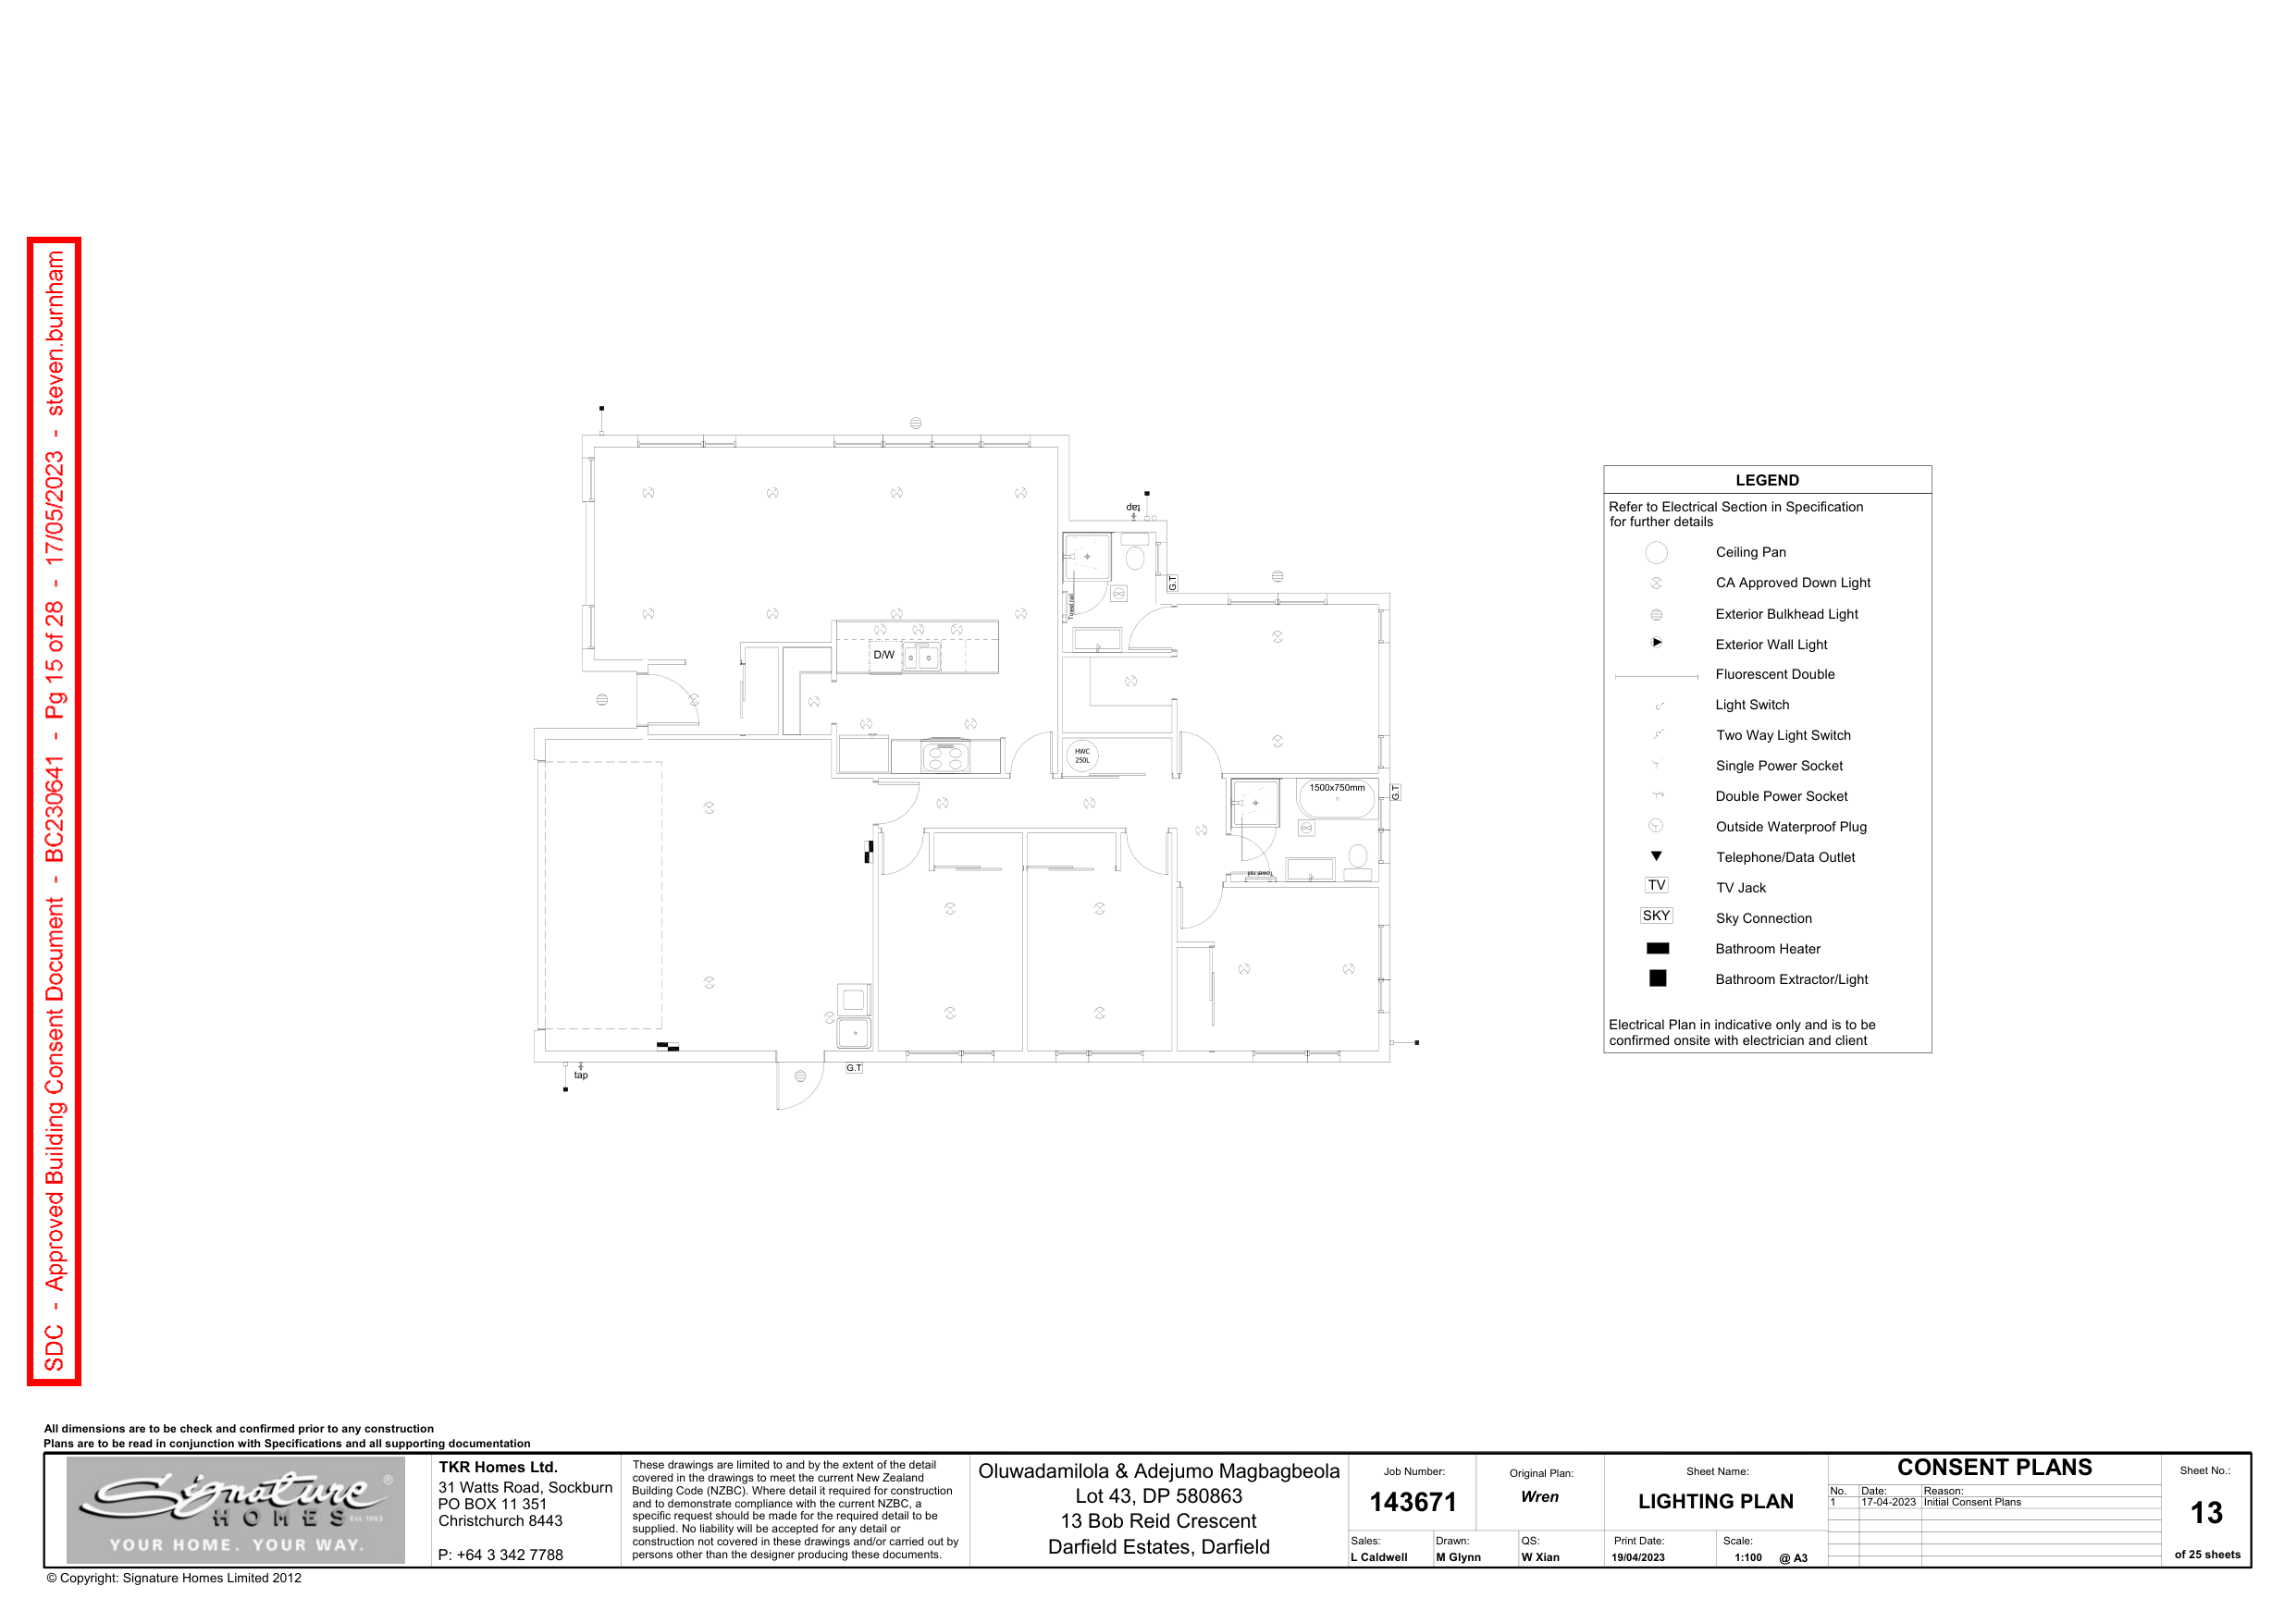 SDC - Approved Building Consent Document - BC230641 - Pg 15 of 28 - 17/05/2023 - steven.burnham
tap
G.T
Towel rail
D/W
HWC
250L
1500x750mm
G.T
Towel rail
tap
G.T
LEGEND
Refer to Electrical Section in Specification
for further details
Ceiling Pan
CA Approved Down Light
Exterior Bulkhead Light
Exterior Wall Light
Fluorescent Double
Light Switch
Two Way Light Switch
Single Power Socket
Double Power Socket
Outside Waterproof Plug
Telephone/Data Outlet
TV TV Jack
SKY Sky Connection
Bathroom Heater
Bathroom Extractor/Light
Electrical Plan in indicative only and is to be
confirmed onsite with electrician and client
All dimensions are to be check and confirmed prior to any construction
Plans are to be read in conjunction with Specifications and all supporting documentation
Signature ®
HOMES Est. 1983
YOUR HOME. YOUR WAY.
TKR Homes Ltd.
31 Watts Road, Sockburn
PO BOX 11 351
Christchurch 8443
P: +64 3 342 7788
These drawings are limited to and by the extent of the detail
covered in the drawings to meet the current New Zealand
Building Code (NZBC). Where detail it required for construction
and to demonstrate compliance with the current NZBC, a
specific request should be made for the required detail to be
supplied. No liability will be accepted for any detail or
construction not covered in these drawings and/or carried out by
persons other than the designer producing these documents.
Oluwadamilola & Adejumo Magbagbeola
Lot 43, DP 580863
13 Bob Reid Crescent
Darfield Estates, Darfield
Job Number:
143671
Original Plan:
Wren
Sales:
L Caldwell
Drawn:
M Glynn
QS:
W Xian
Sheet Name:
LIGHTING PLAN
Print Date:
19/04/2023
Scale:
1:100 @ A3
CONSENT PLANS
No. Date: Reason:
1 17-04-2023 Initial Consent Plans
Sheet No.:
13
of 25 sheets
© Copyright: Signature Homes Limited 2012